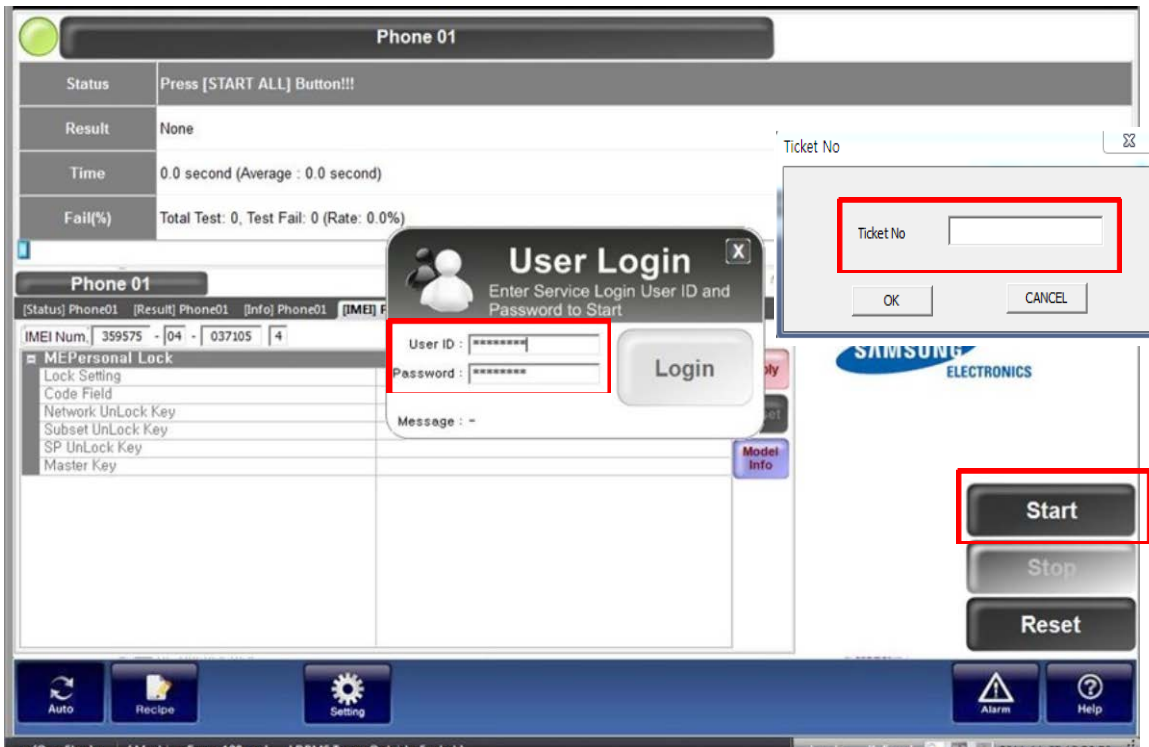 Phone 01
Status Press [START ALL] Button!!!
Result None
Time 0.0 second (Average : 0.0 second)
Fail(%) Total Test: 0, Test Fail: 0 (Rate: 0.0%)
Ticket No
Ticket No
OK CANCEL
User Login X
Enter Service Login User ID and
Password to Start
User ID : ********
Password : ********
Login
Message : -
Phone 01
[Status] Phone01 [Result] Phone01 [Info] Phone01 [IMEI]
IMEI Num. 359575 - 04 - 037105 4
MEPersonal Lock
Lock Setting
Code Field
Network UnLock Key
Subset UnLock Key
SP UnLock Key
Master Key
Model
Info
SAMSUNG
ELECTRONICS
Start
Stop
Reset
Auto Recipe Setting Alarm Help